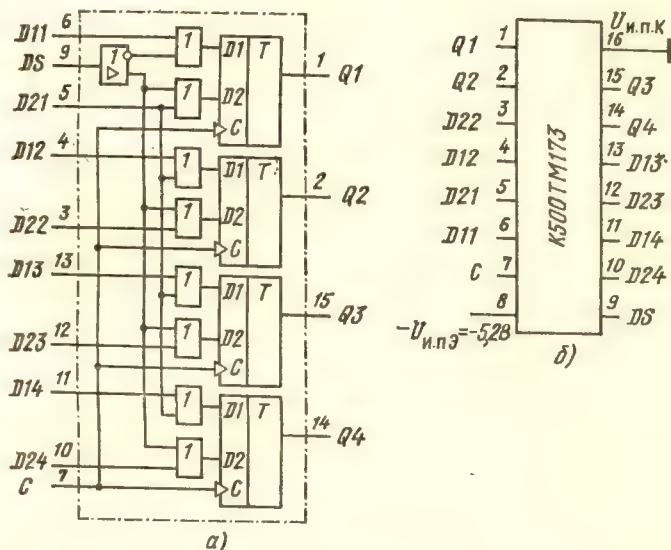 D11 6
DS 9
D21 5
D12 4
D22 3
D13 13
D23 12
D14 11
D24 10
C 7
1
1
1
1
1
1
1
1
1
D1 T
D2
C
D1 T
D2
C
D1 T
D2
C
D1 T
D2
C
1 Q1
2 Q2
15 Q3
14 Q4
а)
Q1 1
Q2 2
D22 3
D12 4
D21 5
D11 6
C 7
8
-Uи.пэ=-5,28
К500ТМ173
Uи.п.к
16
15 Q3
14 Q4
13 D13
12 D23
11 D14
10 D24
9 DS
б)